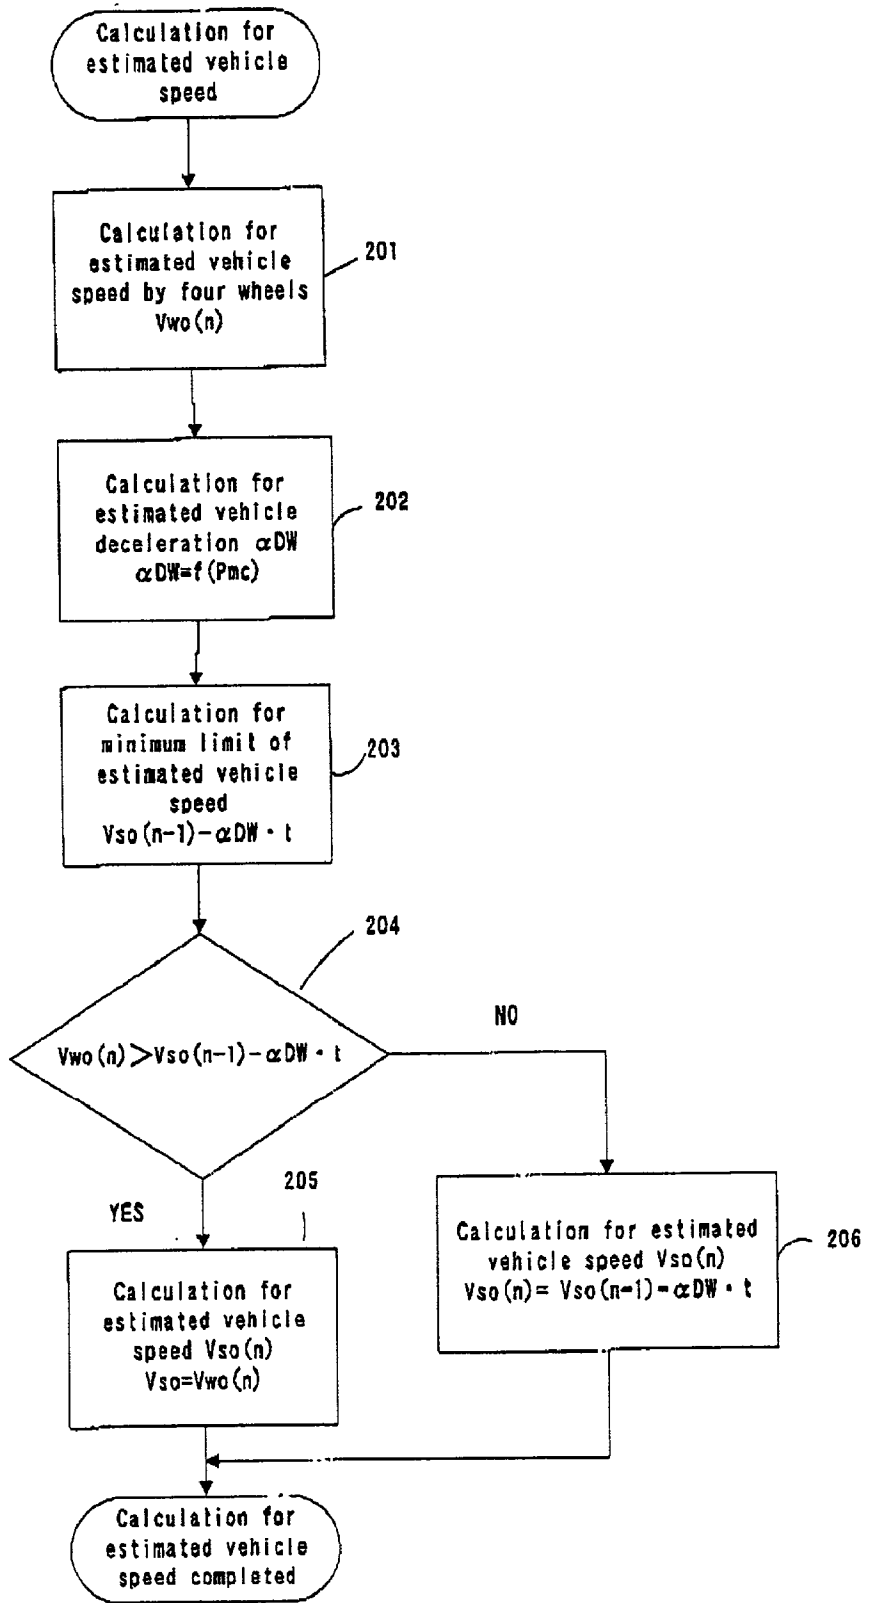 Calculation for
estimated vehicle
speed
Calculation for
estimated vehicle
speed by four wheels
Vwo(n)
201
Calculation for
estimated vehicle
deceleration αDW
αDW=f(Pmc)
202
Calculation for
minimum limit of
estimated vehicle
speed
Vso(n-1)-αDW・t
203
204
Vwo(n)>Vso(n-1)-αDW・t
NO
YES
205
Calculation for
estimated vehicle
speed Vso(n)
Vso=Vwo(n)
Calculation for estimated
vehicle speed Vso(n)
Vso(n)= Vso(n-1)-αDW・t
206
Calculation for
estimated vehicle
speed completed